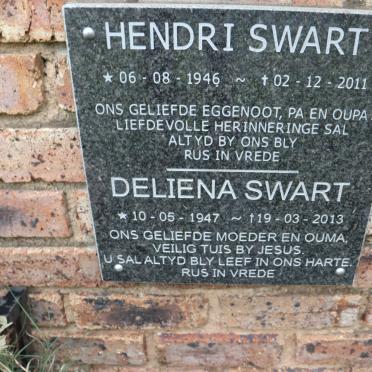 HENDRI SWART
★ 06 - 08 - 1946 ~ † 02 - 12 - 2011
ONS GELIEFDE EGGENOOT, PA EN OUPA
LIEFDEVOLLE HERINNERINGE SAL
ALTYD BY ONS BLY
RUS IN VREDE
DELIENA SWART
★ 10 - 05 - 1947 ~ † 19 - 03 - 2013
ONS GELIEFDE MOEDER EN OUMA,
VEILIG TUIS BY JESUS.
U SAL ALTYD BLY LEEF IN ONS HARTE.
RUS IN VREDE